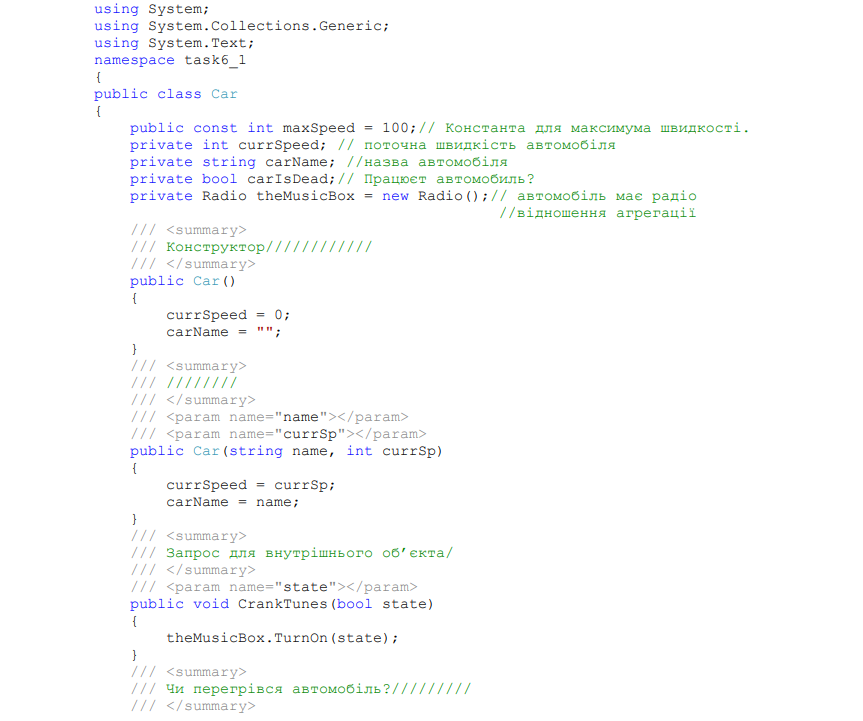 using System;
using System.Collections.Generic;
using System.Text;
namespace task6_1
{
public class Car
{
public const int maxSpeed = 100;// Константа для максимума швидкості.
private int currSpeed; // поточна швидкість автомобіля
private string carName; //назва автомобіля
private bool carIsDead;// Працюєт автомобиль?
private Radio theMusicBox = new Radio();// автомобіль має радіо
//відношення агрегації
/// <summary>
/// Конструктор////////////
/// </summary>
public Car()
{
currSpeed = 0;
carName = "";
}
/// <summary>
/// ////////
/// </summary>
/// <param name="name"></param>
/// <param name="currSp"></param>
public Car(string name, int currSp)
{
currSpeed = currSp;
carName = name;
}
/// <summary>
/// Запрос для внутрішнього об’єкта/
/// </summary>
/// <param name="state"></param>
public void CrankTunes(bool state)
{
theMusicBox.TurnOn(state);
}
/// <summary>
/// Чи перегрівся автомобіль?/////////
/// </summary>